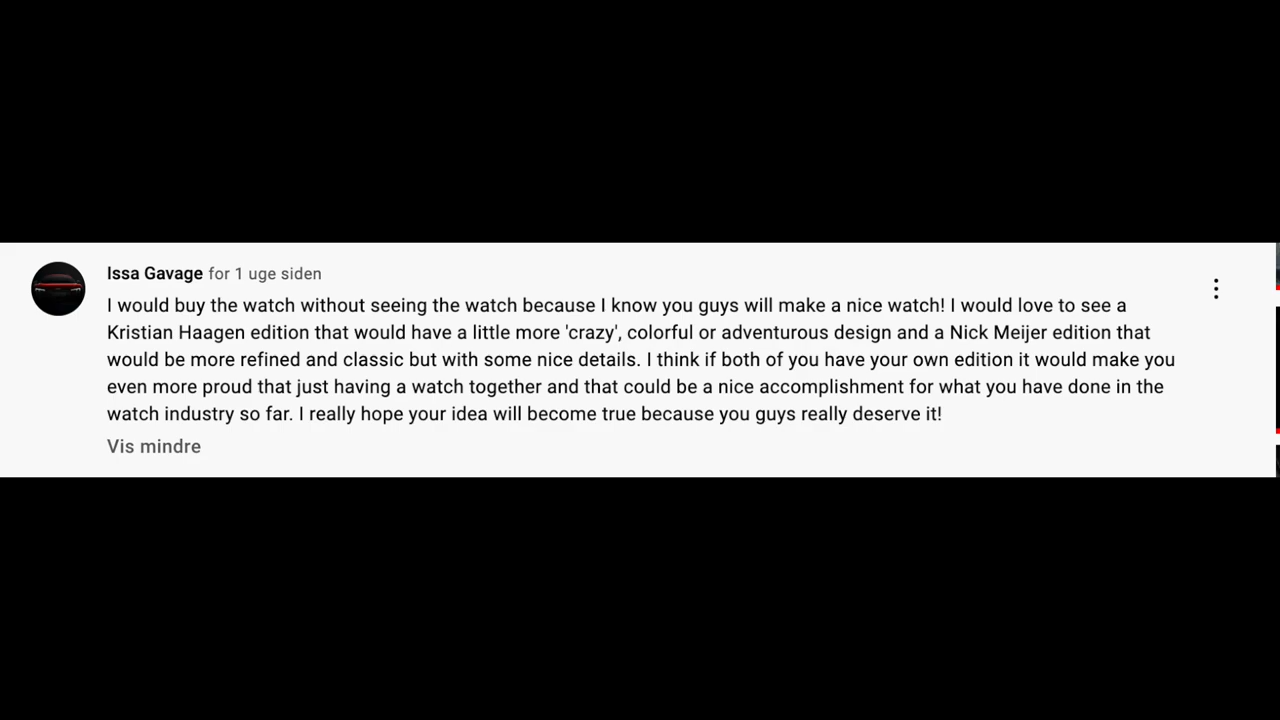 Issa Gavage for 1 uge siden
I would buy the watch without seeing the watch because I know you guys will make a nice watch! I would love to see a
Kristian Haagen edition that would have a little more 'crazy', colorful or adventurous design and a Nick Meijer edition that
would be more refined and classic but with some nice details. I think if both of you have your own edition it would make you
even more proud that just having a watch together and that could be a nice accomplishment for what you have done in the
watch industry so far. I really hope your idea will become true because you guys really deserve it!
Vis mindre